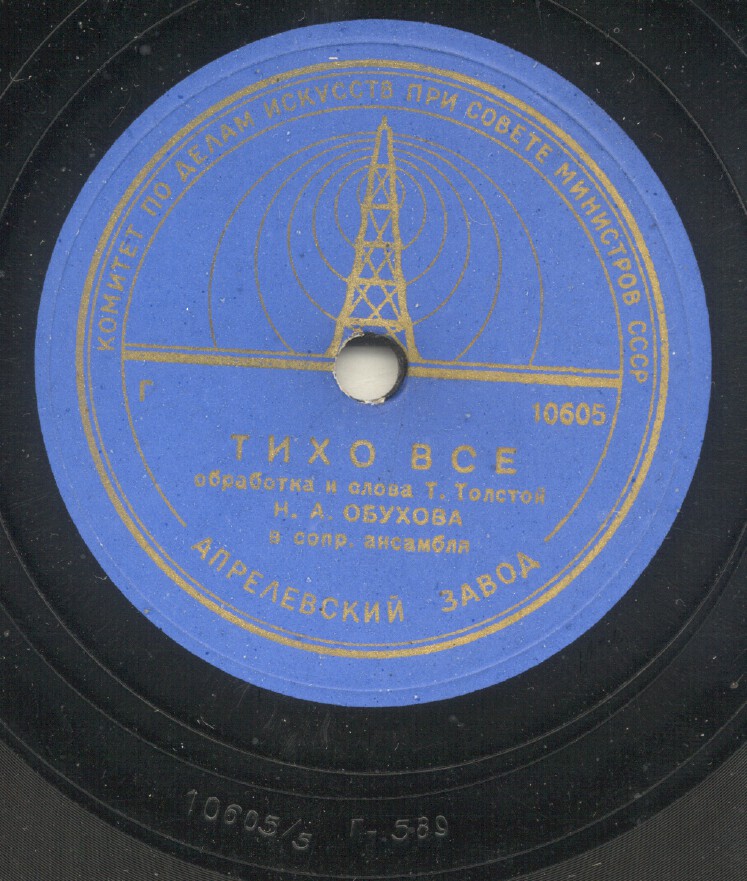 КОМИТЕТ ПО ДЕЛАМ ИСКУССТВ ПРИ СОВЕТЕ МИНИСТРОВ СССР
Г
10605
ТИХО ВСЕ
обработка и слова Т. Толстой
Н. А. ОБУХОВА
в сопр. ансамбля
АПРЕЛЕВСКИЙ ЗАВОД
10605/5 Г-589